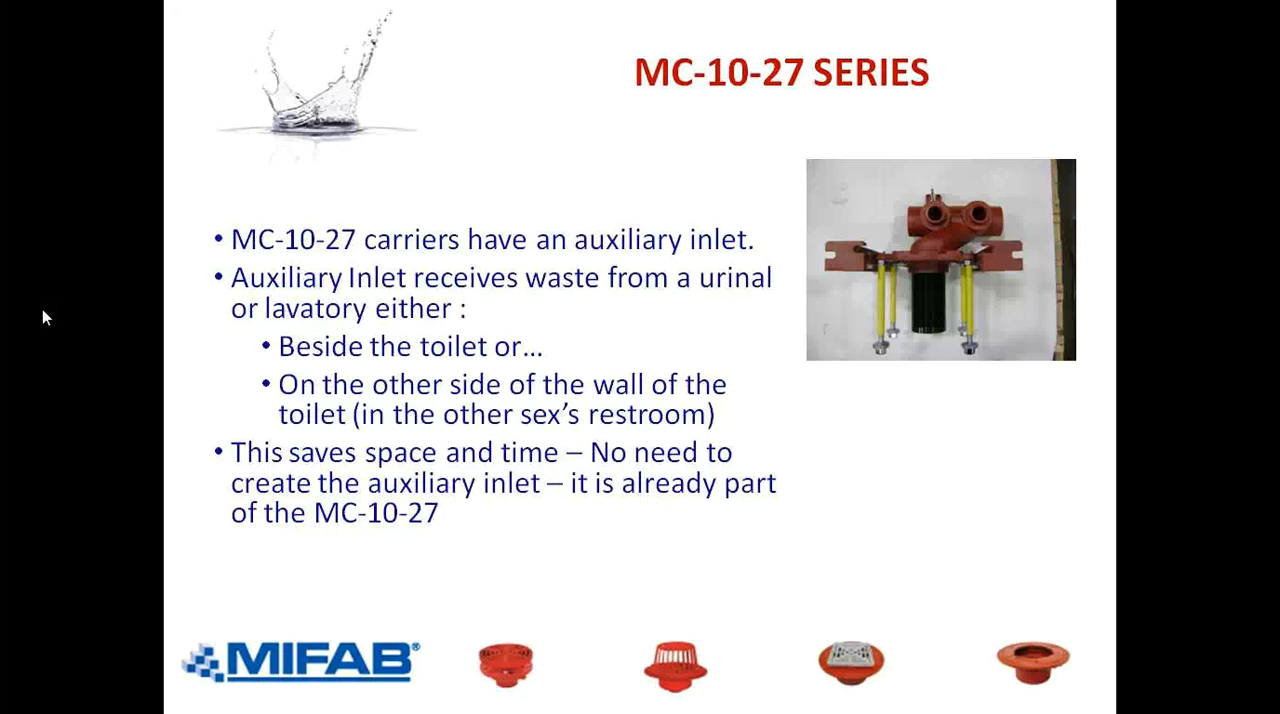 MC-10-27 SERIES
• MC-10-27 carriers have an auxiliary inlet.
• Auxiliary Inlet receives waste from a urinal
or lavatory either :
• Beside the toilet or...
• On the other side of the wall of the
toilet (in the other sex's restroom)
• This saves space and time – No need to
create the auxiliary inlet – it is already part
of the MC-10-27
MIFAB®